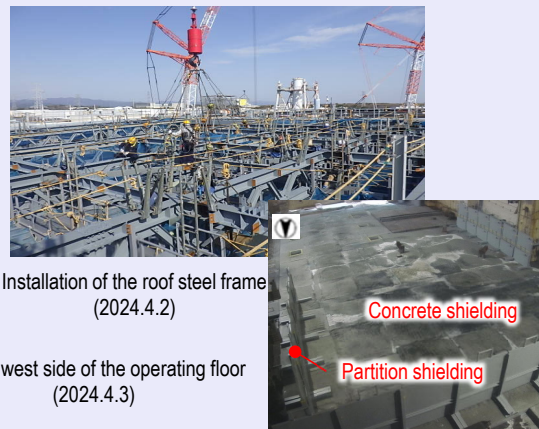 Installation of the roof steel frame
(2024.4.2)
Concrete shielding
west side of the operating floor
(2024.4.3)
Partition shielding